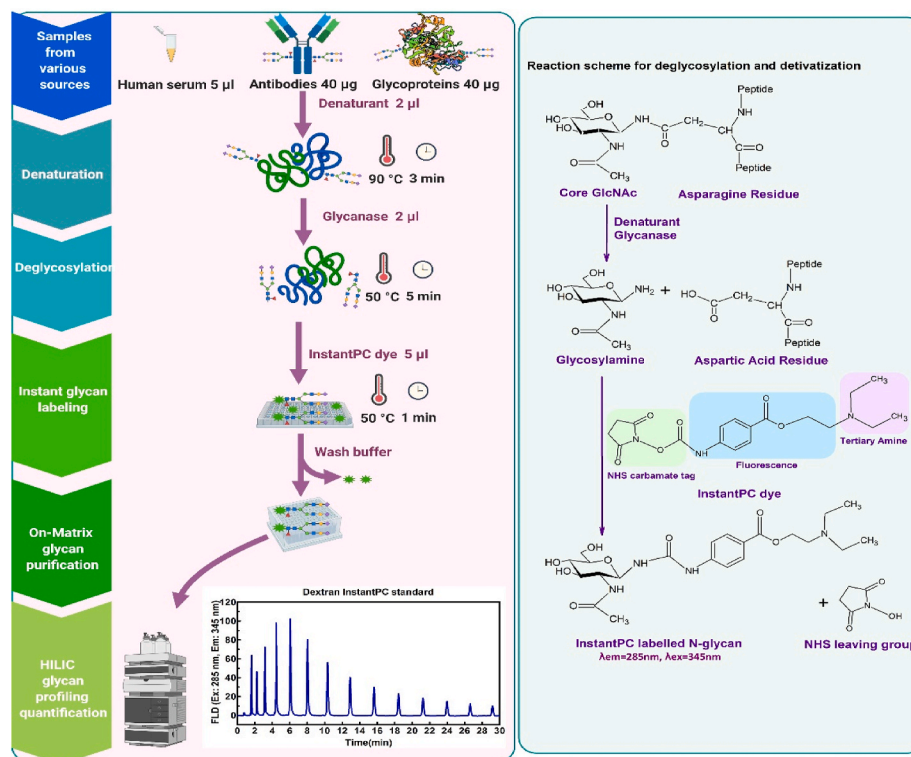 Samples
from
various
sources
Human serum 5 µl
Antibodies 40 µg
Glycoproteins 40 µg
Denaturant 2 µl
Denaturation
90 °C 3 min
Glycanase 2 µl
Deglycosylation
50 °C 5 min
InstantPC dye 5 µl
Instant glycan
labeling
50 °C 1 min
Wash buffer
On-Matrix
glycan
purification
HILIC
glycan
profiling
quantification
Dextran InstantPC standard
FLD (Ex: 285 nm, Em: 345 nm)
120
100
80
60
40
20
0
0 2 4 6 8 10 12 14 16 18 20 22 24 26 28 30
Time(min)
Reaction scheme for deglycosylation and detivatization
Peptide
OH
HO
HO
NH
NH
O
NH
O
Peptide
O
CH3
Core GlcNAc
Asparagine Residue
Denaturant
Glycanase
Peptide
OH
HO
HO
NH2
+
HO
NH
O
NH
O
O
Peptide
CH3
Glycosylamine
Aspartic Acid Residue
CH3
O
O
O
N
O
O
N
CH3
O
NH
O
Tertiary Amine
NHS carbamate tag
Fluorescence
InstantPC dye
CH3
OH
O
O
N
CH3
HO
HO
NH
NH
O
NH
O
CH3
+
O
N
OH
O
InstantPC labelled N-glycan
NHS leaving group
λem=285nm, λex=345nm